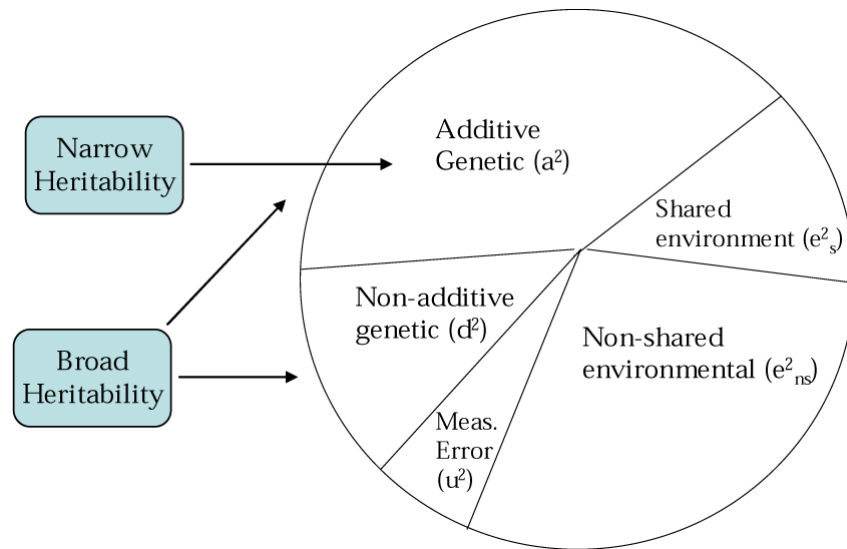 Narrow
Heritability
Broad
Heritability
Additive
Genetic (a²)
Shared
environment (e²ₛ)
Non-additive
genetic (d²)
Non-shared
environmental (e²ₙₛ)
Meas.
Error
(u²)